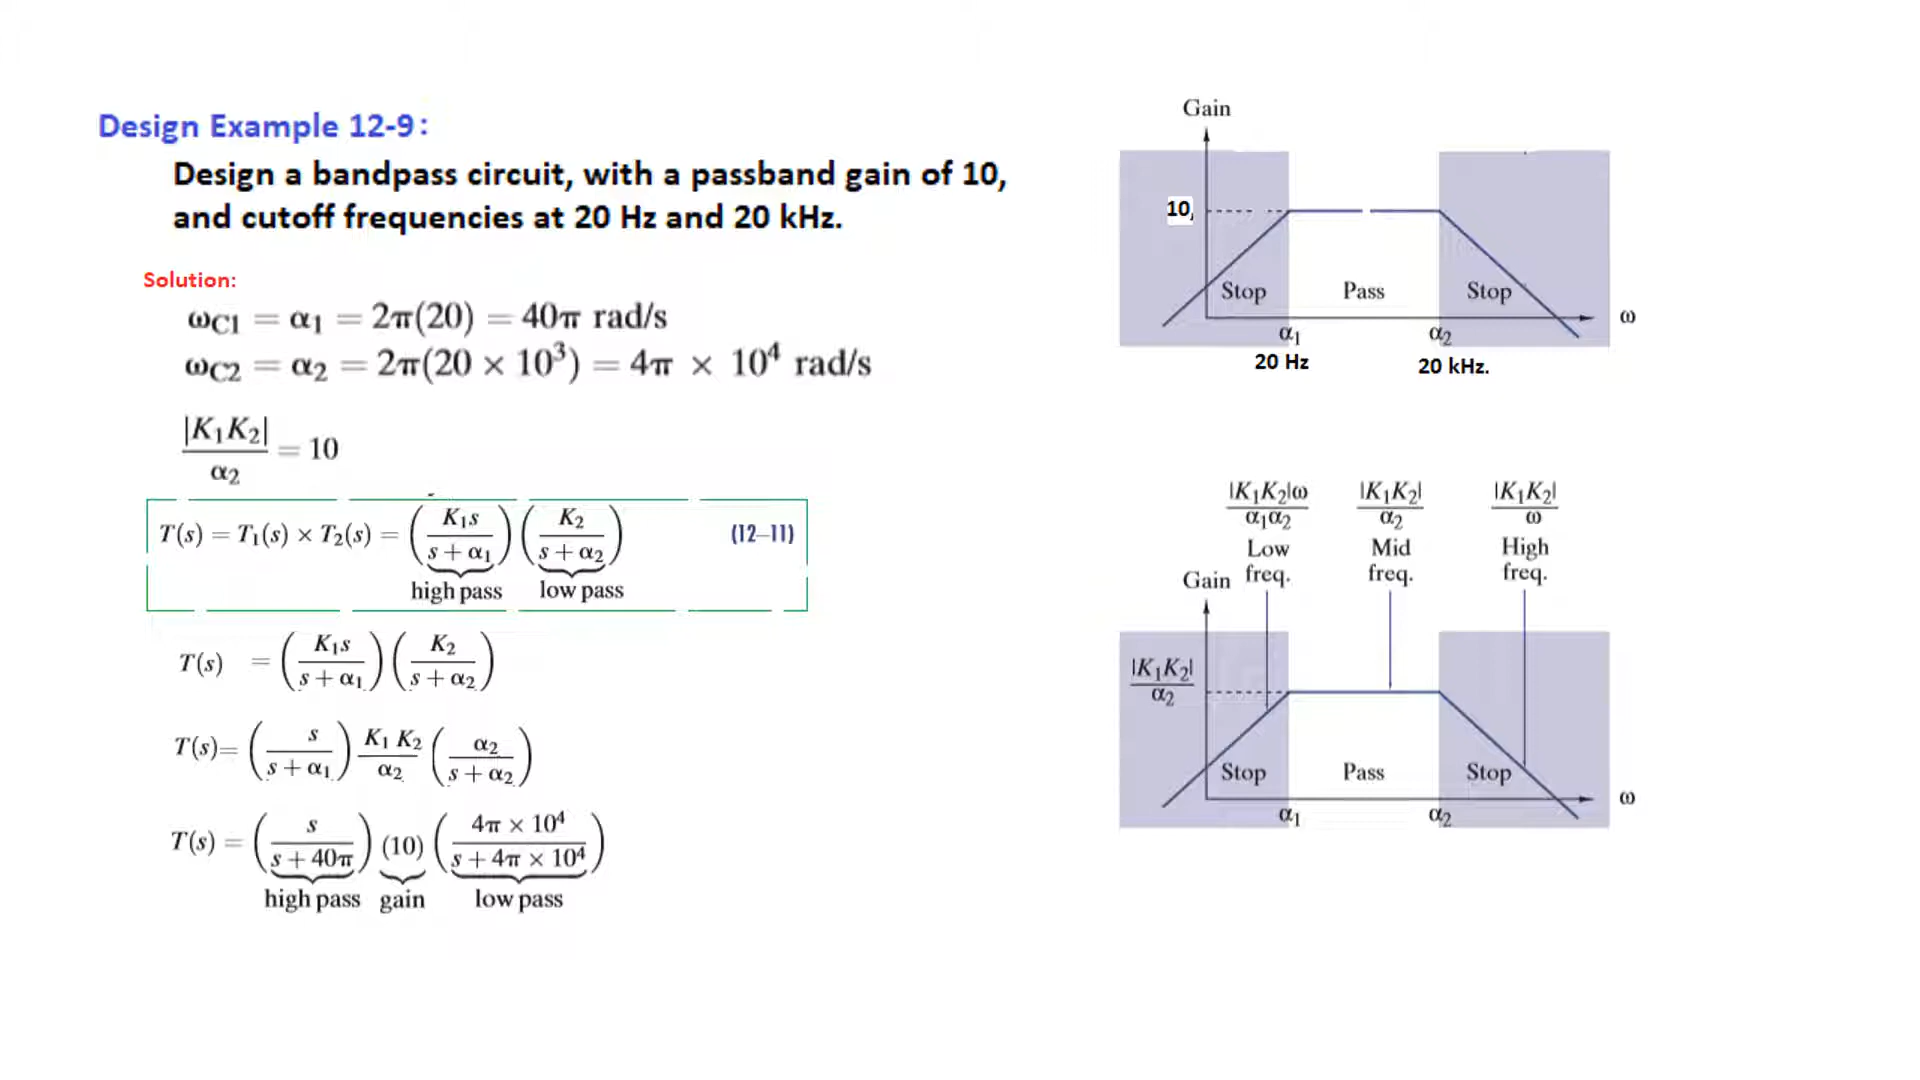 Design Example 12-9:
Design a bandpass circuit, with a passband gain of 10,
and cutoff frequencies at 20 Hz and 20 kHz.
Solution:
ωC1 = α1 = 2π(20) = 40π rad/s
ωC2 = α2 = 2π(20 × 10³) = 4π × 10⁴ rad/s
|K1K2| / α2 = 10
T(s) = T1(s) × T2(s) = (K1s / (s + α1)) (K2 / (s + α2)) (12–11)
high pass low pass
T(s) = (K1s / (s + α1)) (K2 / (s + α2))
T(s)= (s / (s + α1)) K1 K2 / α2 (α2 / (s + α2))
T(s) = (s / (s + 40π)) (10) (4π × 10⁴ / (s + 4π × 10⁴))
high pass gain low pass
Gain
10,
Stop Pass Stop
ω
α1 α2
20 Hz 20 kHz.
|K1K2|ω / α1α2 |K1K2| / α2 |K1K2| / ω
Low Mid High
Gain freq. freq. freq.
|K1K2| / α2
Stop Pass Stop
ω
α1 α2